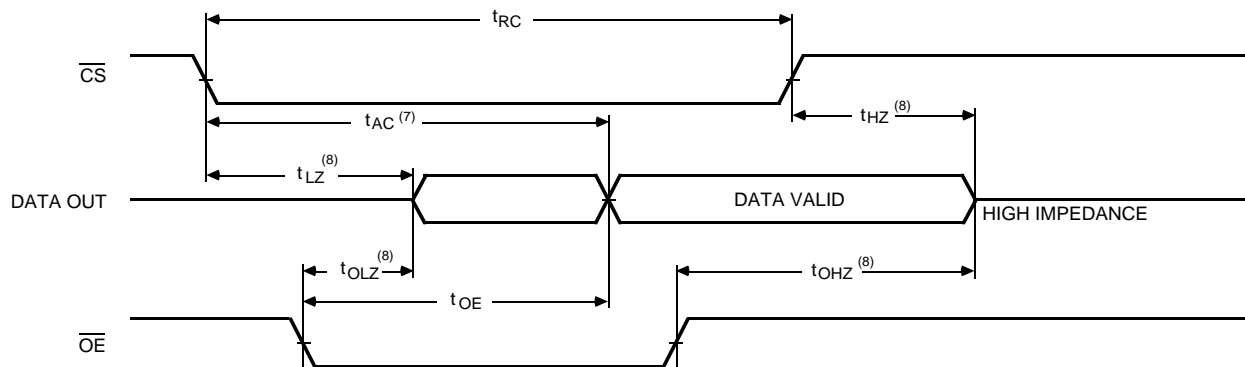 tRC
CS
tAC (7)
tHZ (8)
tLZ (8)
DATA OUT
DATA VALID
HIGH IMPEDANCE
tOLZ (8)
tOHZ (8)
tOE
OE